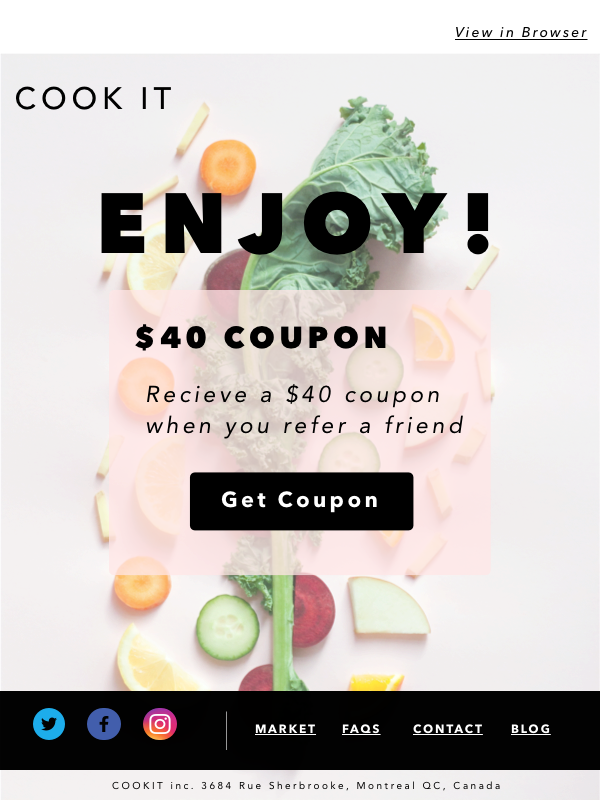 View in Browser
COOK IT
ENJOY!
$40 COUPON
Recieve a $40 coupon
when you refer a friend
Get Coupon
MARKET FAQS CONTACT BLOG
COOKIT inc. 3684 Rue Sherbrooke, Montreal QC, Canada